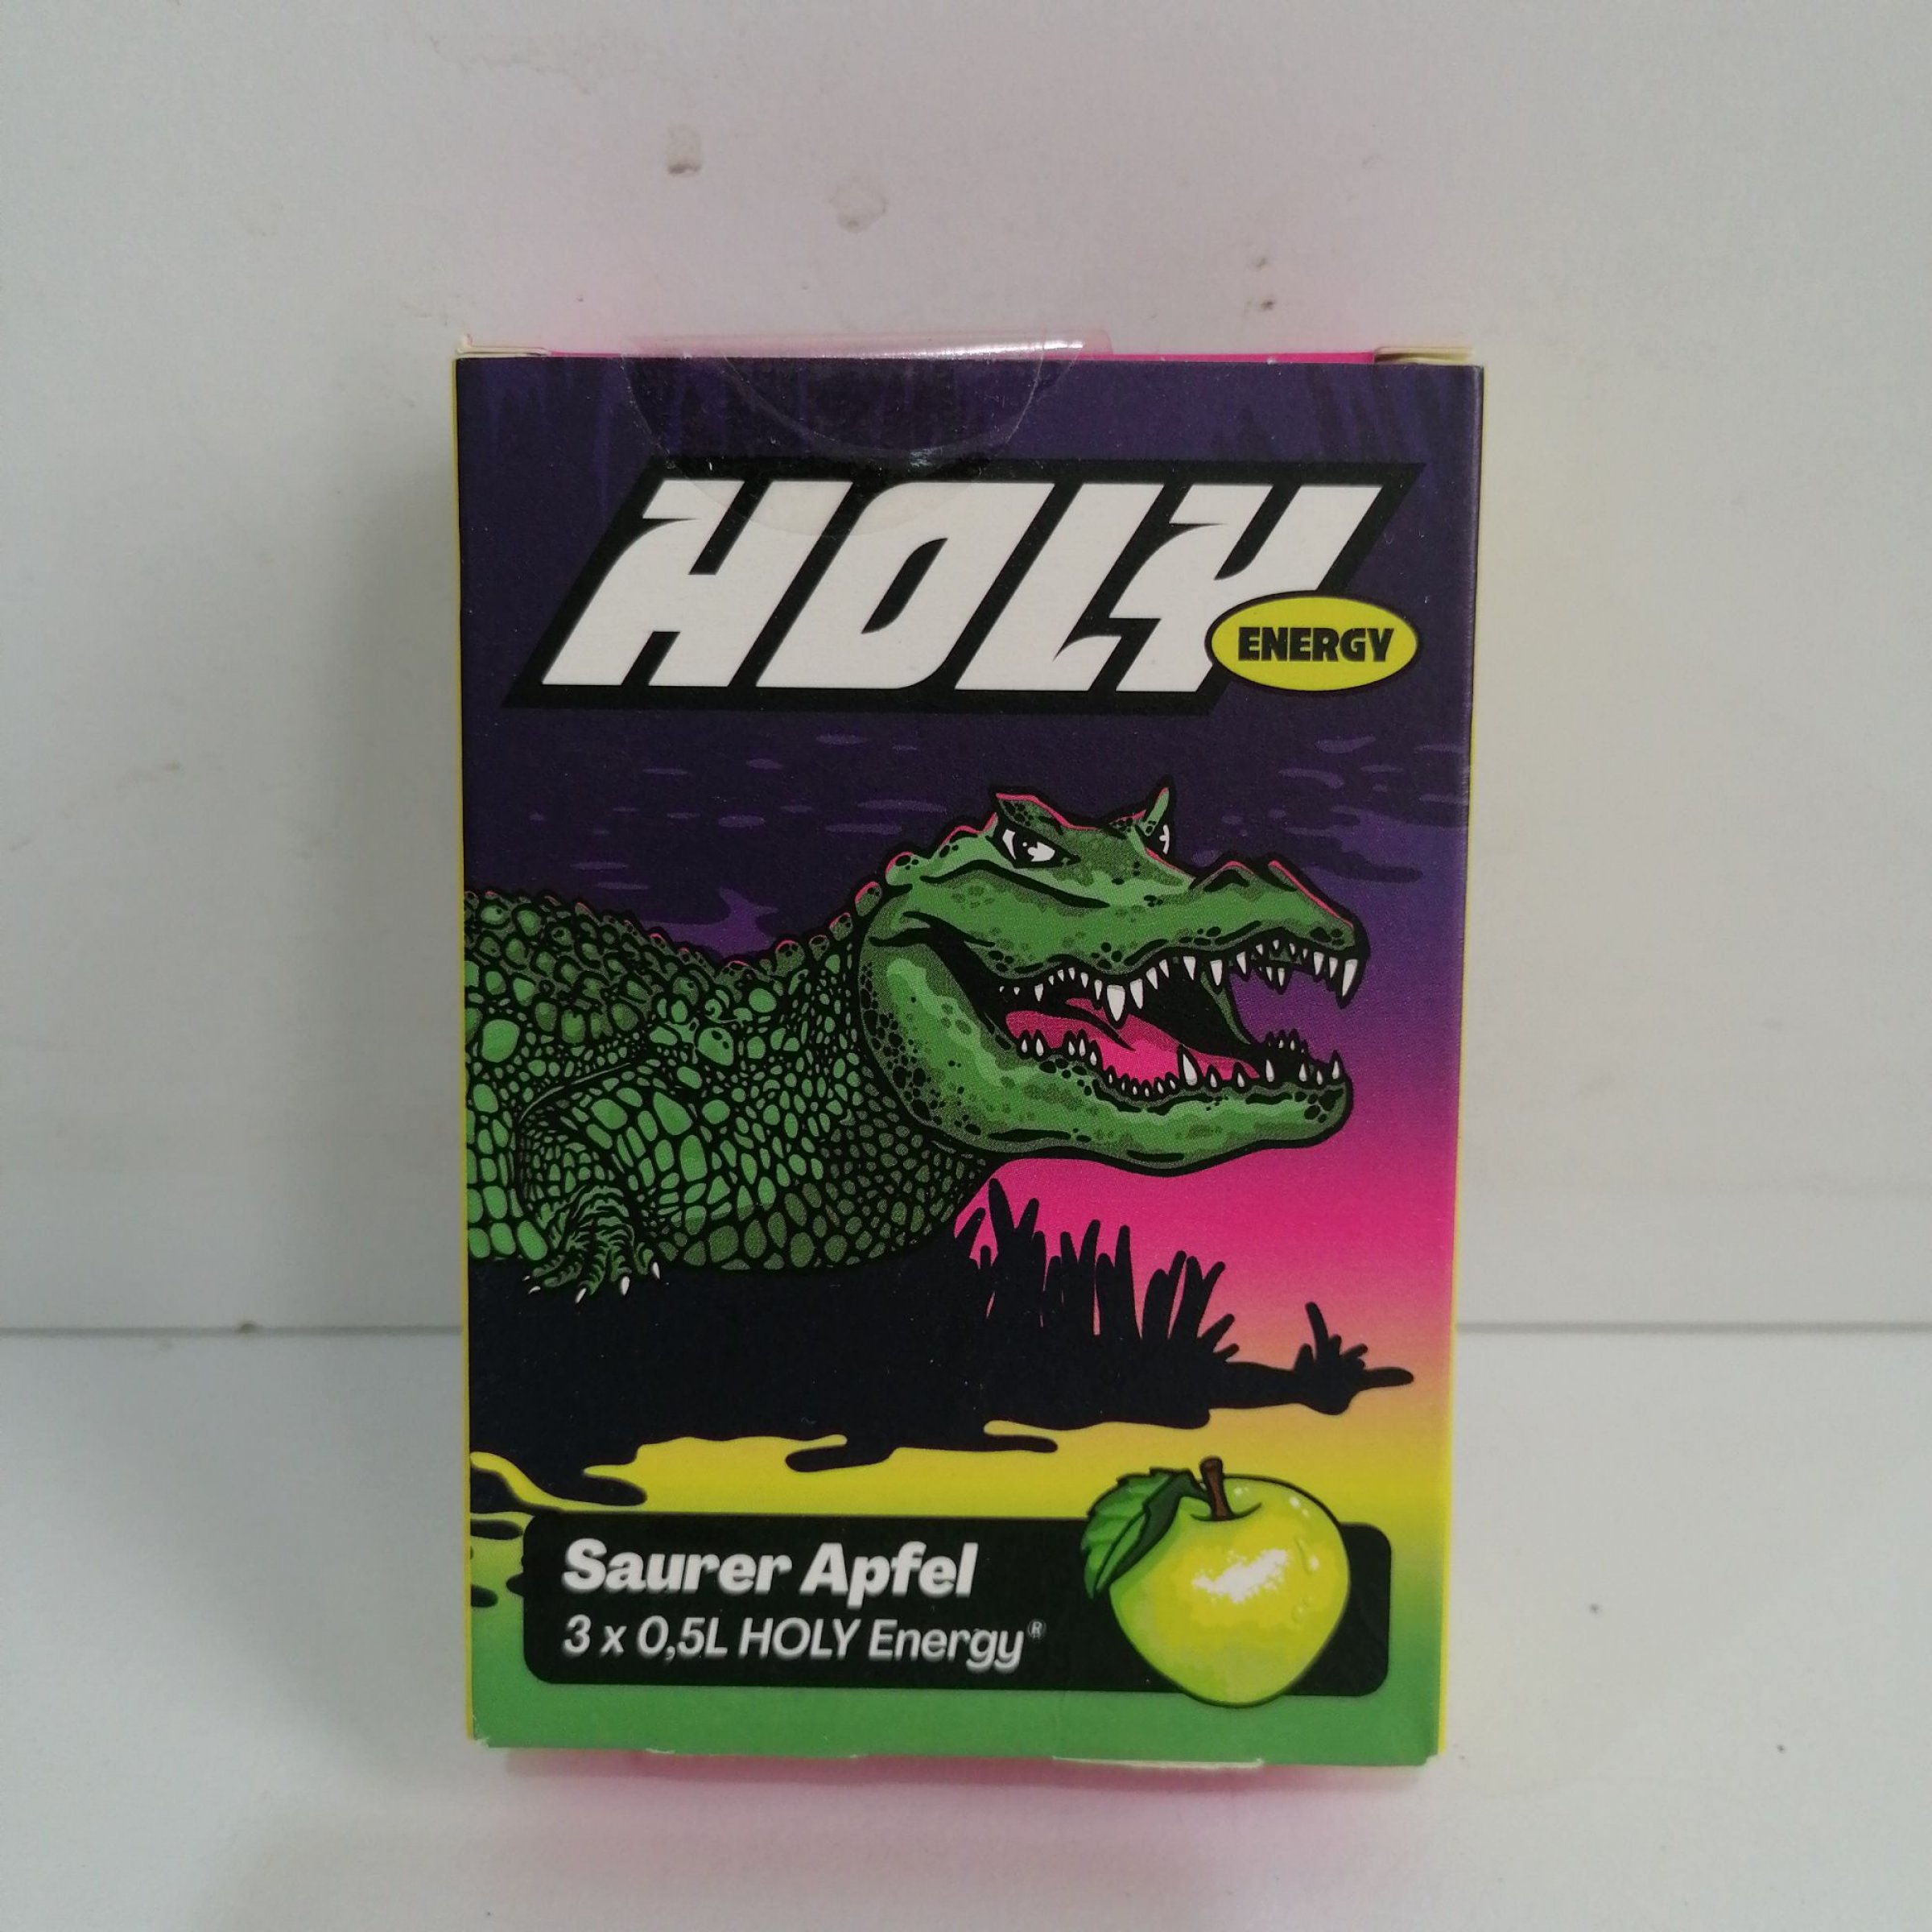 HOLY
ENERGY
Saurer Apfel
3 x 0,5L HOLY Energy®